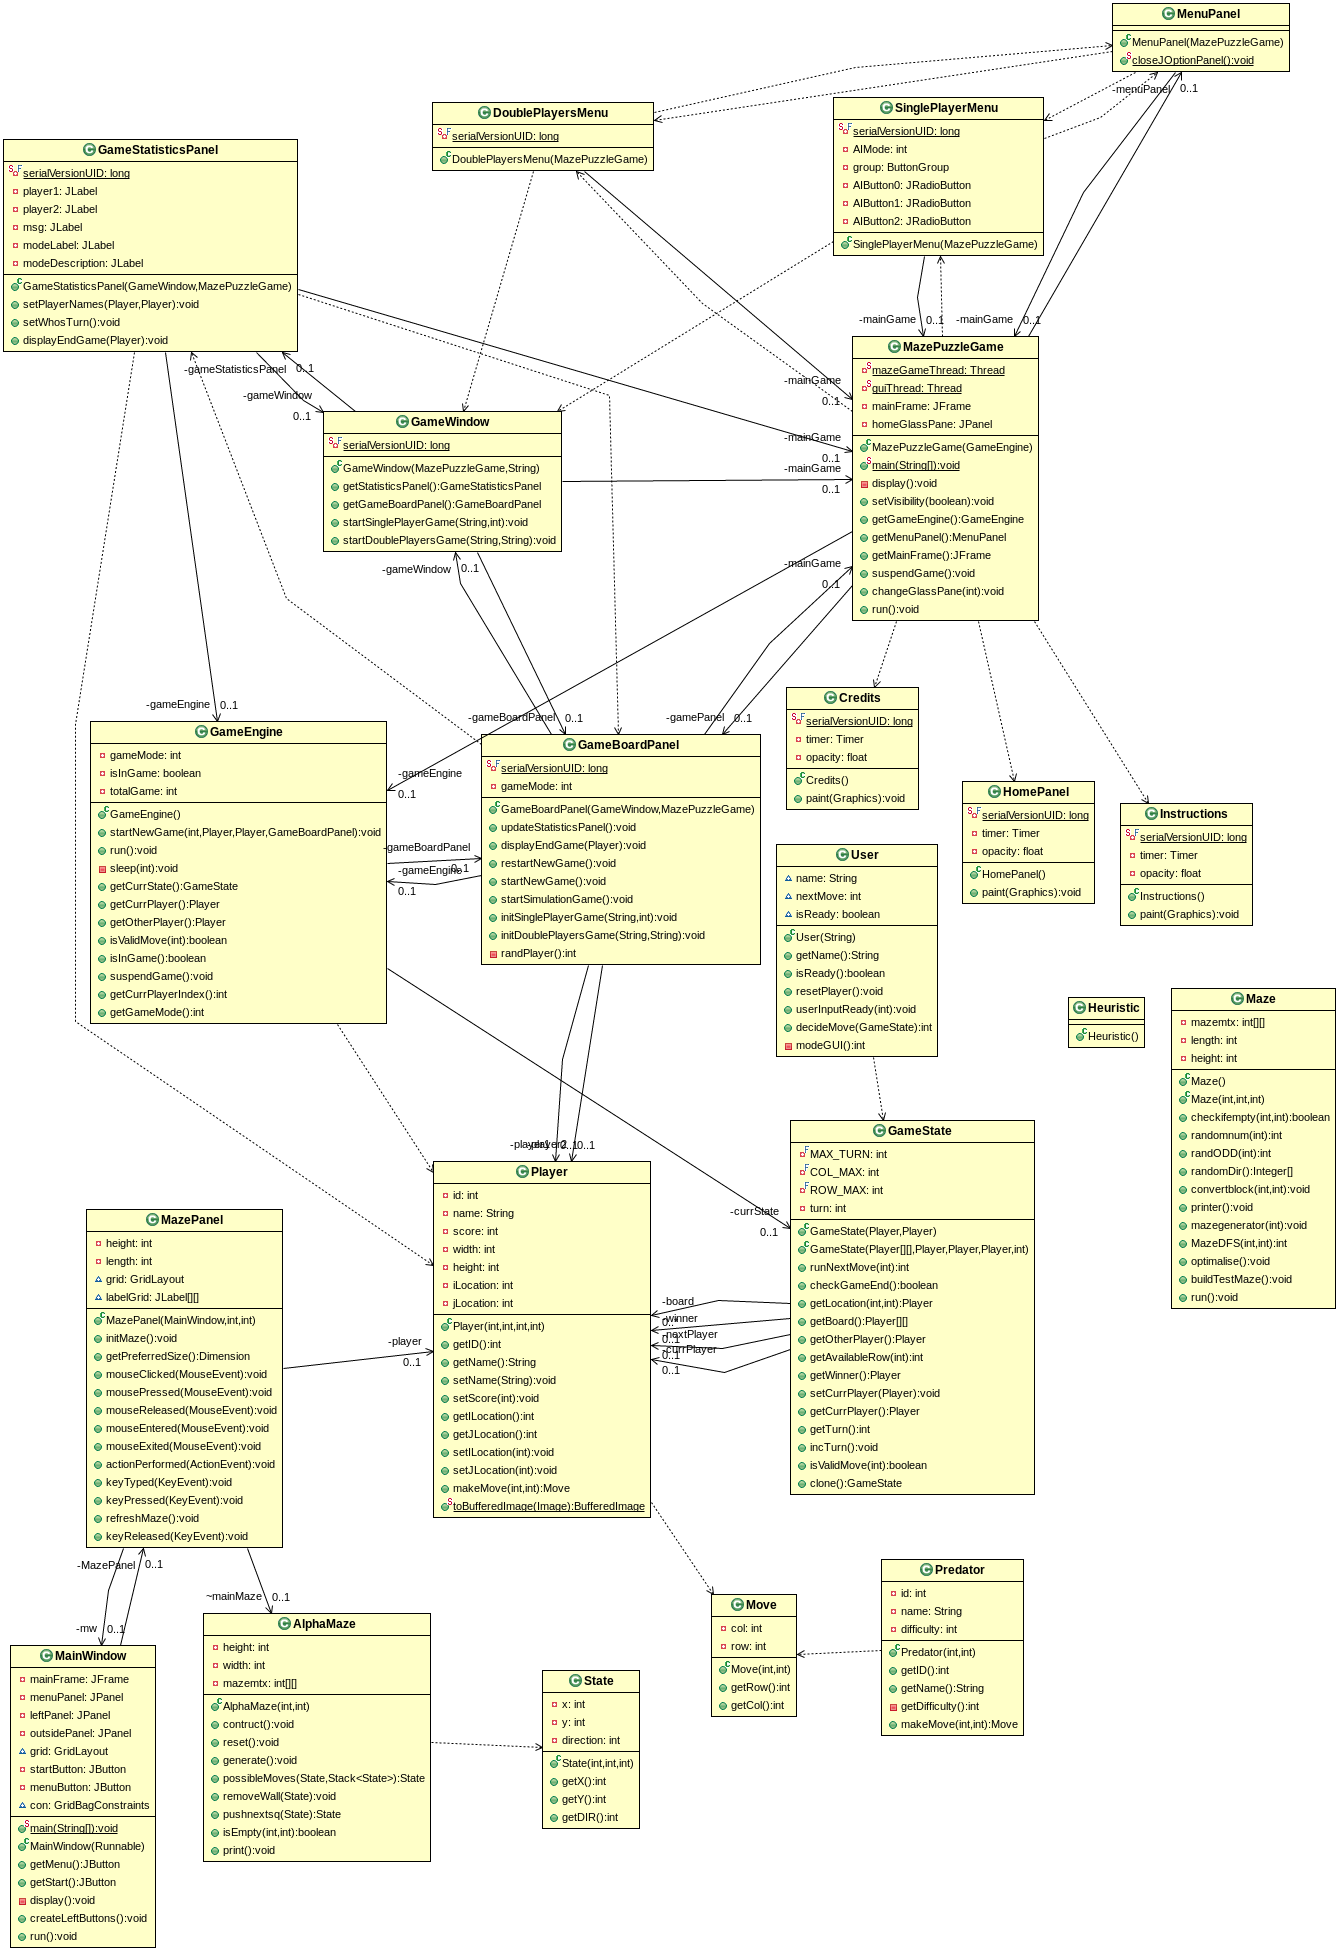 MenuPanel
MenuPanel(MazePuzzleGame)
closeJOptionPanel():void
-menuPanel
0..1
DoublePlayersMenu
serialVersionUID: long
DoublePlayersMenu(MazePuzzleGame)
SinglePlayerMenu
serialVersionUID: long
AIMode: int
group: ButtonGroup
AIButton0: JRadioButton
AIButton1: JRadioButton
AIButton2: JRadioButton
SinglePlayerMenu(MazePuzzleGame)
GameStatisticsPanel
serialVersionUID: long
player1: JLabel
player2: JLabel
msg: JLabel
modeLabel: JLabel
modeDescription: JLabel
GameStatisticsPanel(GameWindow,MazePuzzleGame)
setPlayerNames(Player,Player):void
setWhosTurn():void
displayEndGame(Player):void
-mainGame
0..1
-mainGame
0..1
-gameStatisticsPanel
0..1
-gameWindow
0..1
-mainGame
0..1
-mainGame
0..1
-mainGame
0..1
GameWindow
serialVersionUID: long
GameWindow(MazePuzzleGame,String)
getStatisticsPanel():GameStatisticsPanel
getGameBoardPanel():GameBoardPanel
startSinglePlayerGame(String,int):void
startDoublePlayersGame(String,String):void
MazePuzzleGame
mazeGameThread: Thread
guiThread: Thread
mainFrame: JFrame
homeGlassPane: JPanel
MazePuzzleGame(GameEngine)
main(String[]):void
display():void
setVisibility(boolean):void
getGameEngine():GameEngine
getMenuPanel():MenuPanel
getMainFrame():JFrame
suspendGame():void
changeGlassPane(int):void
run():void
-gameWindow
0..1
-mainGame
0..1
-gameEngine
0..1
-gameBoardPanel
0..1
-gamePanel
0..1
Credits
serialVersionUID: long
timer: Timer
opacity: float
Credits()
paint(Graphics):void
GameEngine
gameMode: int
isInGame: boolean
totalGame: int
GameEngine()
startNewGame(int,Player,Player,GameBoardPanel):void
run():void
sleep(int):void
getCurrState():GameState
getCurrPlayer():Player
getOtherPlayer():Player
isValidMove(int):boolean
isInGame():boolean
suspendGame():void
getCurrPlayerIndex():int
getGameMode():int
-gameEngine
0..1
-gameBoardPanel
0..1
-gameEngine
0..1
GameBoardPanel
serialVersionUID: long
gameMode: int
GameBoardPanel(GameWindow,MazePuzzleGame)
updateStatisticsPanel():void
displayEndGame(Player):void
restartNewGame():void
startNewGame():void
startSimulationGame():void
initSinglePlayerGame(String,int):void
initDoublePlayersGame(String,String):void
randPlayer():int
HomePanel
serialVersionUID: long
timer: Timer
opacity: float
HomePanel()
paint(Graphics):void
Instructions
serialVersionUID: long
timer: Timer
opacity: float
Instructions()
paint(Graphics):void
User
name: String
nextMove: int
isReady: boolean
User(String)
getName():String
isReady():boolean
resetPlayer():void
userInputReady(int):void
decideMove(GameState):int
modeGUI():int
Heuristic
Heuristic()
Maze
mazemtx: int[][]
length: int
height: int
Maze()
Maze(int,int,int)
checkifempty(int,int):boolean
randomnum(int):int
randODD(int):int
randomDir():Integer[]
convertblock(int,int):void
printer():void
mazegenerator(int):void
MazeDFS(int,int):int
optimalise():void
buildTestMaze():void
run():void
-player1
-player2
0..1
0..1
GameState
MAX_TURN: int
COL_MAX: int
ROW_MAX: int
turn: int
GameState(Player,Player)
GameState(Player[][],Player,Player,Player,int)
runNextMove(int):int
checkGameEnd():boolean
getLocation(int,int):Player
getBoard():Player[][]
getOtherPlayer():Player
getAvailableRow(int):int
getWinner():Player
setCurrPlayer(Player):void
getCurrPlayer():Player
getTurn():int
incTurn():void
isValidMove(int):boolean
clone():GameState
-currState
0..1
Player
id: int
name: String
score: int
width: int
height: int
iLocation: int
jLocation: int
Player(int,int,int,int)
getID():int
getName():String
setName(String):void
setScore(int):void
getILocation():int
getJLocation():int
setILocation(int):void
setJLocation(int):void
makeMove(int,int):Move
toBufferedImage(Image):BufferedImage
-board
0..1
-winner
0..1
-nextPlayer
0..1
-currPlayer
0..1
MazePanel
height: int
length: int
grid: GridLayout
labelGrid: JLabel[][]
MazePanel(MainWindow,int,int)
initMaze():void
getPreferredSize():Dimension
mouseClicked(MouseEvent):void
mousePressed(MouseEvent):void
mouseReleased(MouseEvent):void
mouseEntered(MouseEvent):void
mouseExited(MouseEvent):void
actionPerformed(ActionEvent):void
keyTyped(KeyEvent):void
keyPressed(KeyEvent):void
refreshMaze():void
keyReleased(KeyEvent):void
-player
0..1
-MazePanel
0..1
~mainMaze
0..1
-mw
0..1
MainWindow
mainFrame: JFrame
menuPanel: JPanel
leftPanel: JPanel
outsidePanel: JPanel
grid: GridLayout
startButton: JButton
menuButton: JButton
con: GridBagConstraints
main(String[]):void
MainWindow(Runnable)
getMenu():JButton
getStart():JButton
display():void
createLeftButtons():void
run():void
AlphaMaze
height: int
width: int
mazemtx: int[][]
AlphaMaze(int,int)
contruct():void
reset():void
generate():void
possibleMoves(State,Stack<State>):State
removeWall(State):void
pushnextsq(State):State
isEmpty(int,int):boolean
print():void
State
x: int
y: int
direction: int
State(int,int,int)
getX():int
getY():int
getDIR():int
Move
col: int
row: int
Move(int,int)
getRow():int
getCol():int
Predator
id: int
name: String
difficulty: int
Predator(int,int)
getID():int
getName():String
getDifficulty():int
makeMove(int,int):Move